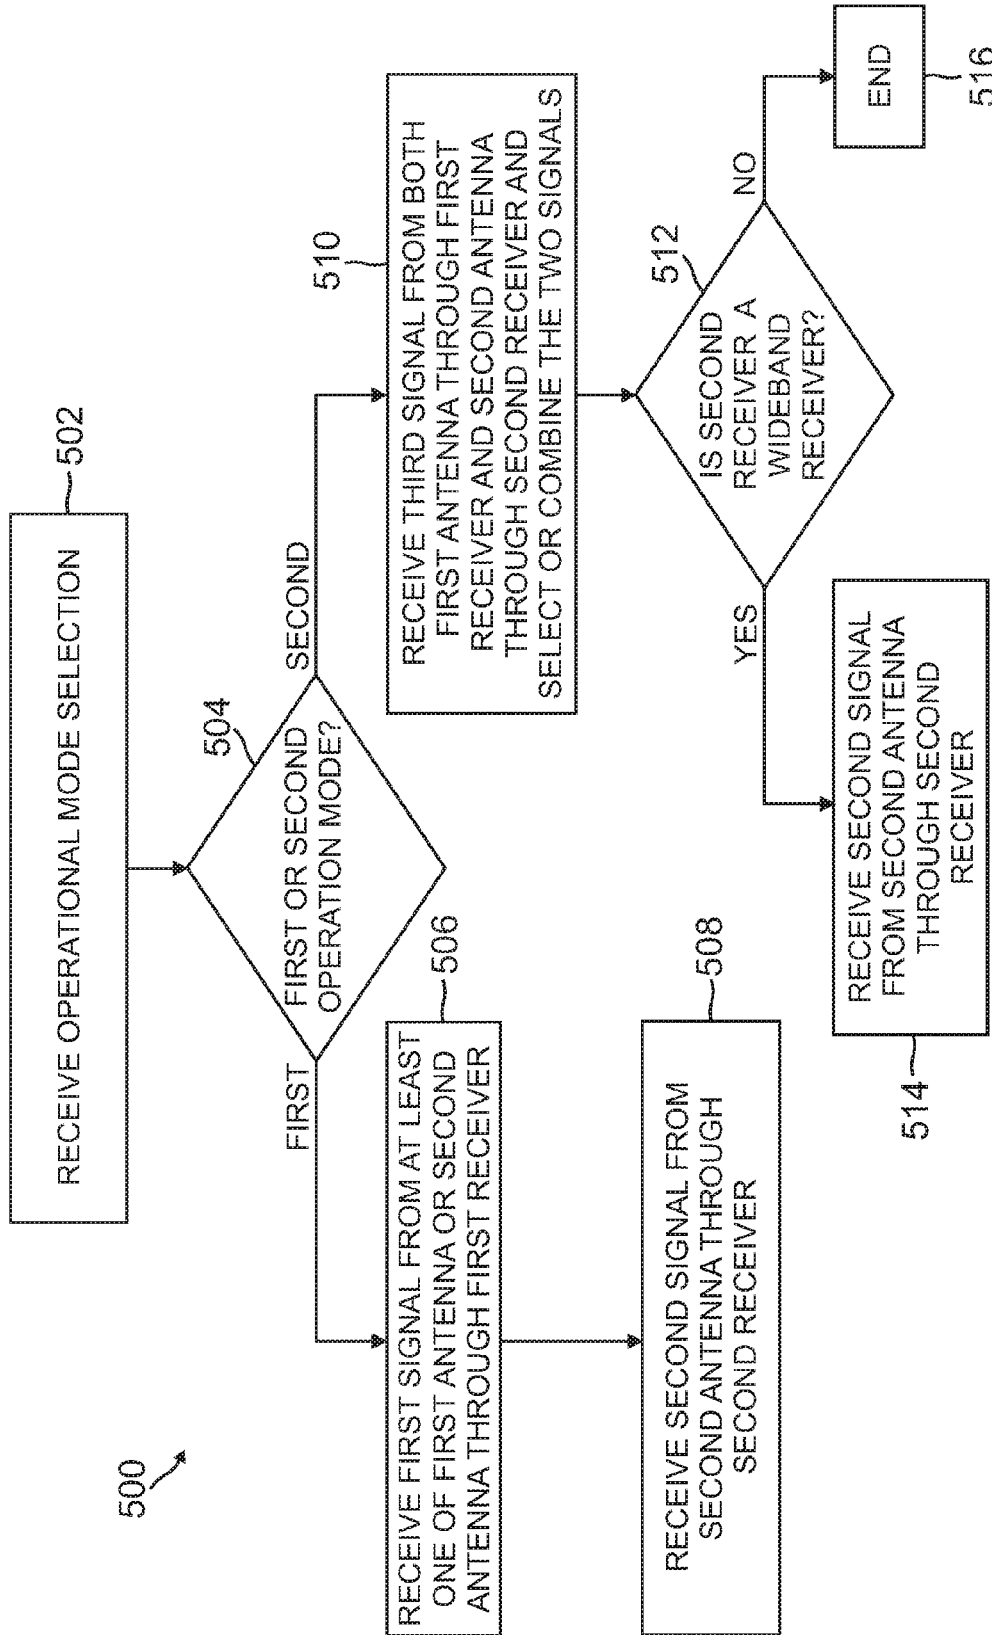 500
RECEIVE OPERATIONAL MODE SELECTION
502
504
FIRST OR SECOND
OPERATION MODE?
FIRST
SECOND
RECEIVE FIRST SIGNAL FROM AT LEAST
ONE OF FIRST ANTENNA OR SECOND
ANTENNA THROUGH FIRST RECEIVER
506
RECEIVE SECOND SIGNAL FROM
SECOND ANTENNA THROUGH
SECOND RECEIVER
508
510
RECEIVE THIRD SIGNAL FROM BOTH
FIRST ANTENNA THROUGH FIRST
RECEIVER AND SECOND ANTENNA
THROUGH SECOND RECEIVER AND
SELECT OR COMBINE THE TWO SIGNALS
512
IS SECOND
RECEIVER A
WIDEBAND
RECEIVER?
YES
NO
RECEIVE SECOND SIGNAL
FROM SECOND ANTENNA
THROUGH SECOND
RECEIVER
514
END
516